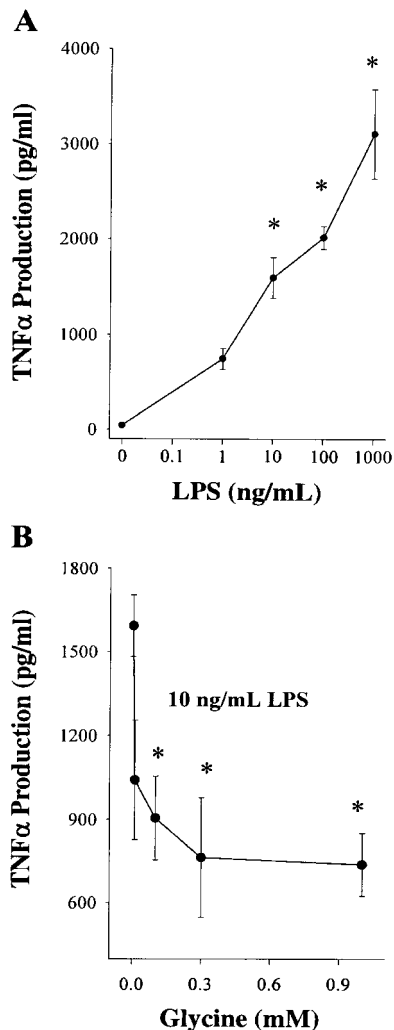 A
TNFα Production (pg/ml)
4000
3000
2000
1000
0
*
*
*
0 0.1 1 10 100 1000
LPS (ng/mL)
B
TNFα Production (pg/ml)
1800
1500
1200
900
600
10 ng/mL LPS
*
*
*
0.0 0.3 0.6 0.9
Glycine (mM)